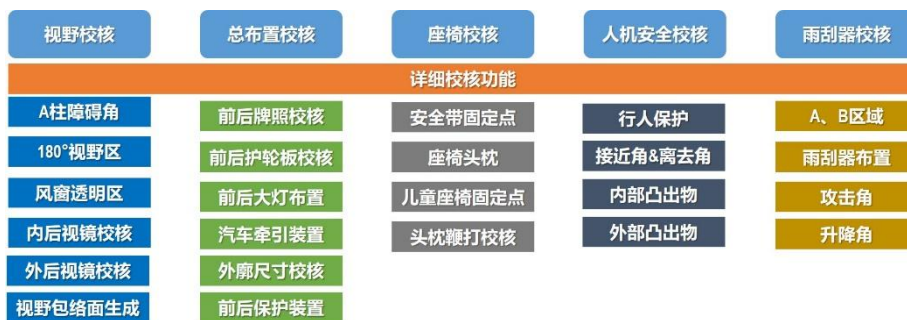 视野校核
总布置校核
座椅校核
人机安全校核
雨刮器校核
详细校核功能
A柱障碍角
180°视野区
风窗透明区
内后视镜校核
外后视镜校核
视野包络面生成
前后牌照校核
前后护轮板校核
前后大灯布置
汽车牵引装置
外廓尺寸校核
前后保护装置
安全带固定点
座椅头枕
儿童座椅固定点
头枕鞭打校核
行人保护
接近角&离去角
内部凸出物
外部凸出物
A、B区域
雨刮器布置
攻击角
升降角